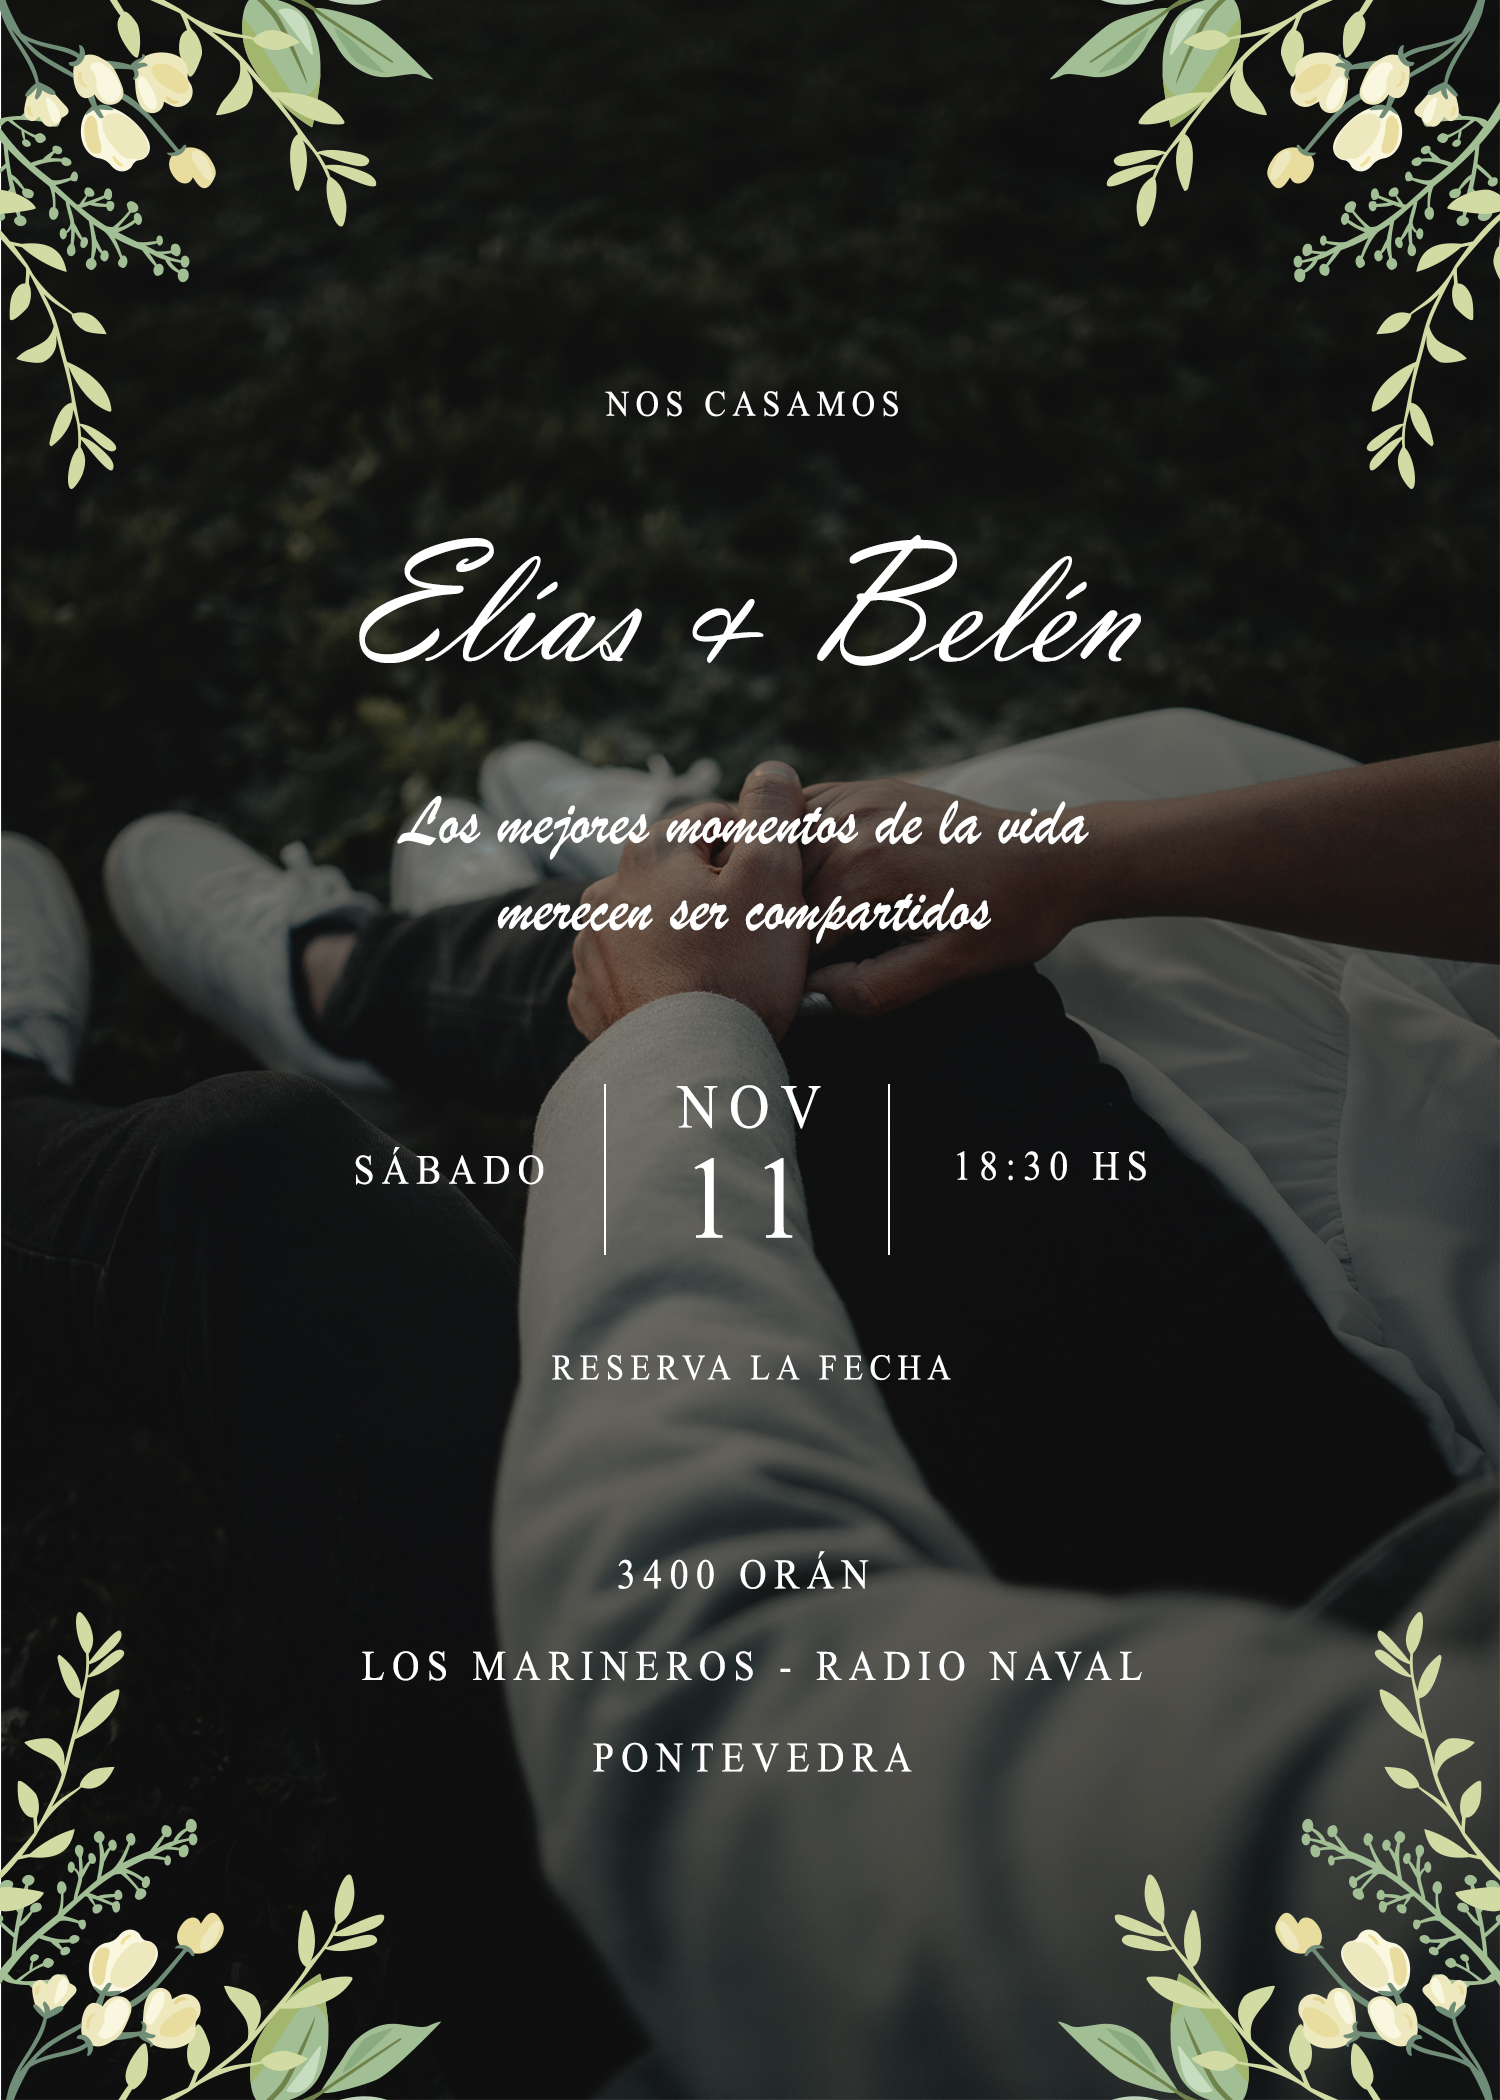 NOS CASAMOS
Elías & Belén
Los mejores momentos de la vida
merecen ser compartidos
SÁBADO
NOV
11
18:30 HS
RESERVA LA FECHA
3400 ORÁN
LOS MARINEROS - RADIO NAVAL
PONTEVEDRA